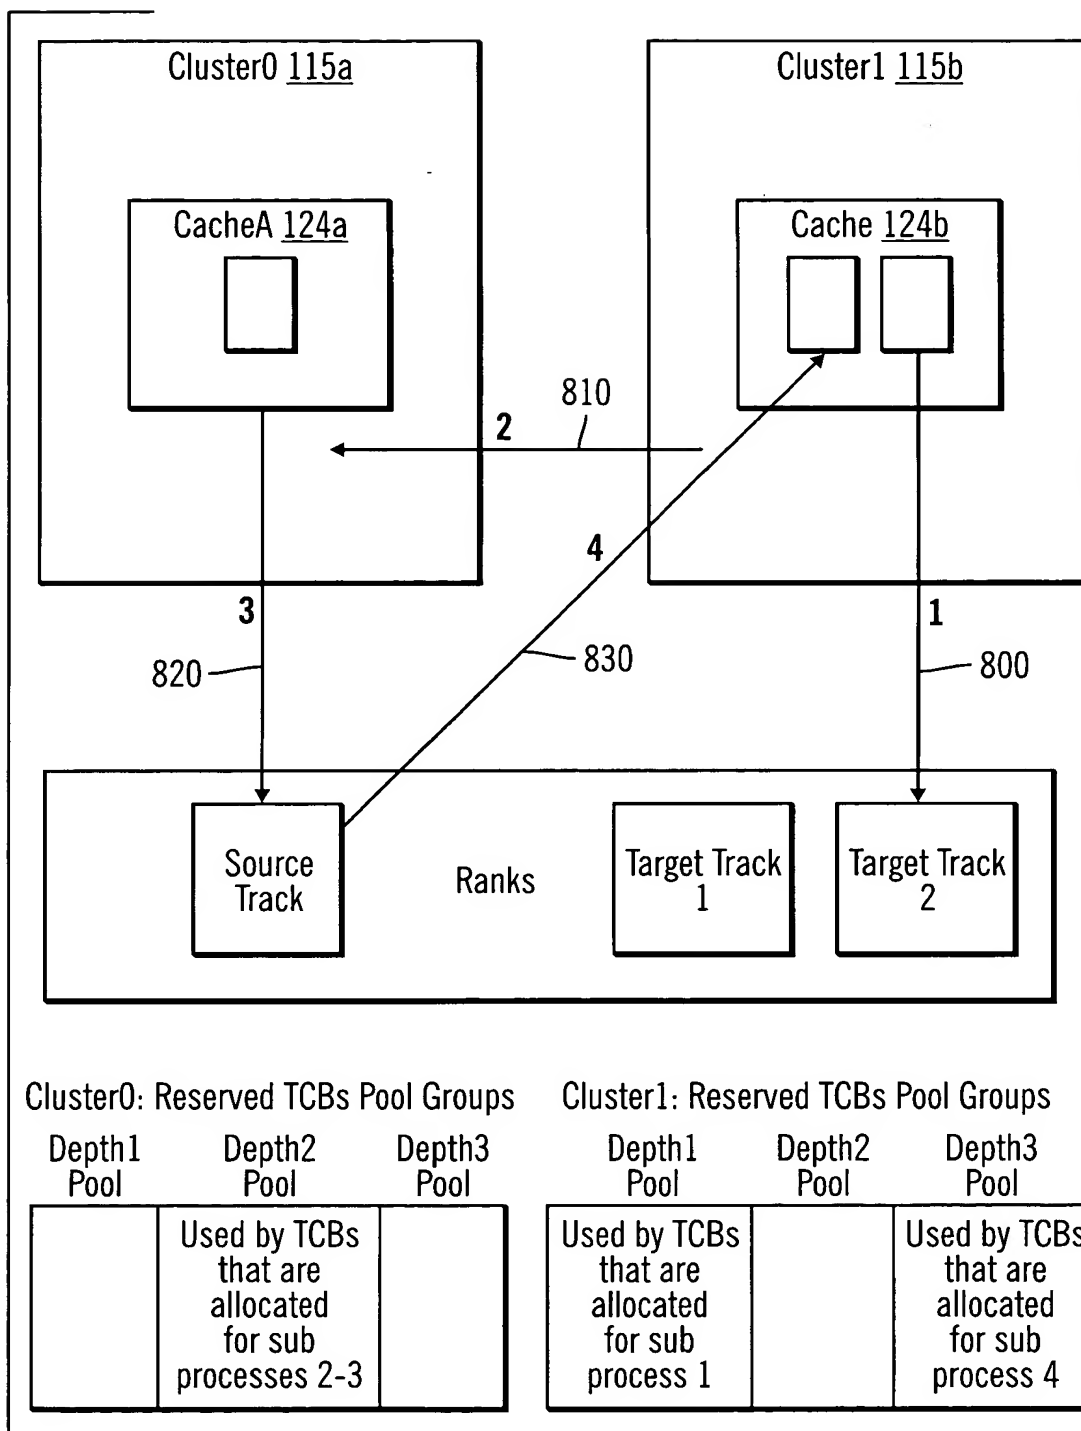 Cluster0 115a
Cluster1 115b
CacheA 124a
Cache 124b
810
2
4
3
1
820
830
800
Source
Track
Ranks
Target Track
1
Target Track
2
Cluster0: Reserved TCBs Pool Groups
Cluster1: Reserved TCBs Pool Groups
Depth1
Pool
Depth2
Pool
Depth3
Pool
Depth1
Pool
Depth2
Pool
Depth3
Pool
Used by TCBs
that are
allocated
for sub
processes 2-3
Used by TCBs
that are
allocated
for sub
process 1
Used by TCBs
that are
allocated
for sub
process 4